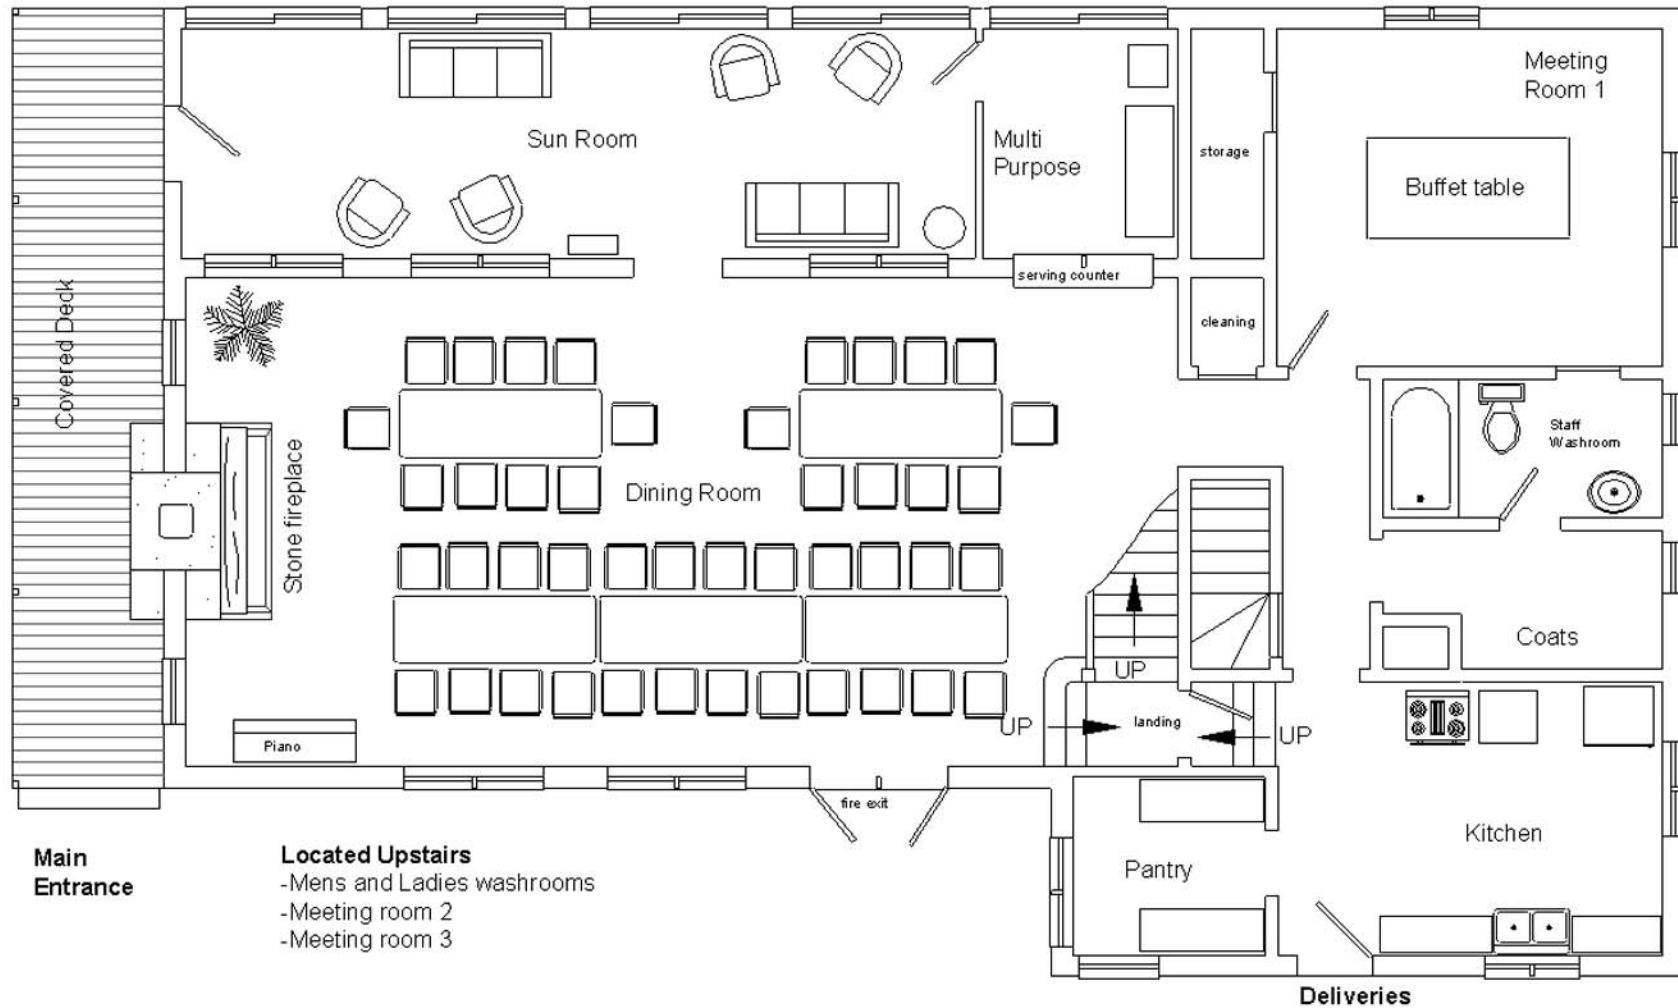 Meeting
Room 1
Sun Room
Multi
Purpose
storage
Buffet table
serving counter
cleaning
Covered Deck
Staff
Washroom
Stone fireplace
Dining Room
Coats
UP
UP
landing
UP
Piano
fire exit
Kitchen
Pantry
Main
Entrance
Located Upstairs
-Mens and Ladies washrooms
-Meeting room 2
-Meeting room 3
Deliveries